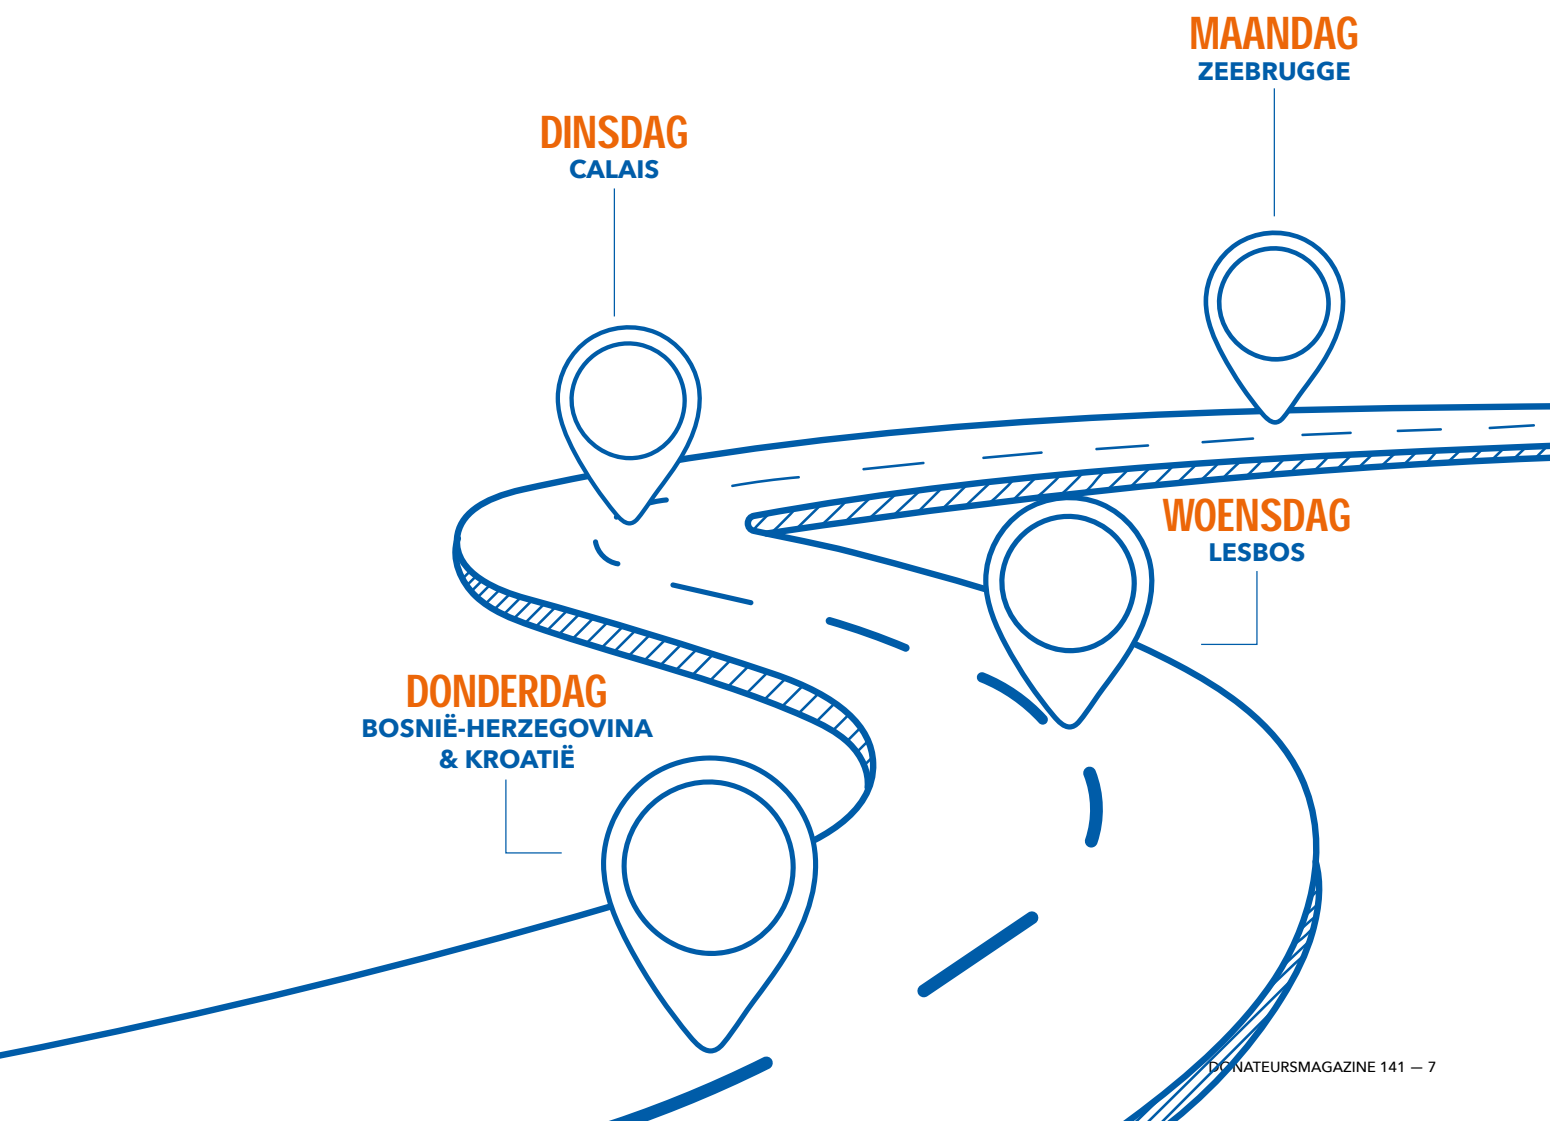 MAANDAG
ZEEBRUGGE
DINSDAG
CALAIS
WOENSDAG
LESBOS
DONDERDAG
BOSNIË-HERZEGOVINA
& KROATIË
DONATEURSMAGAZINE 141 — 7